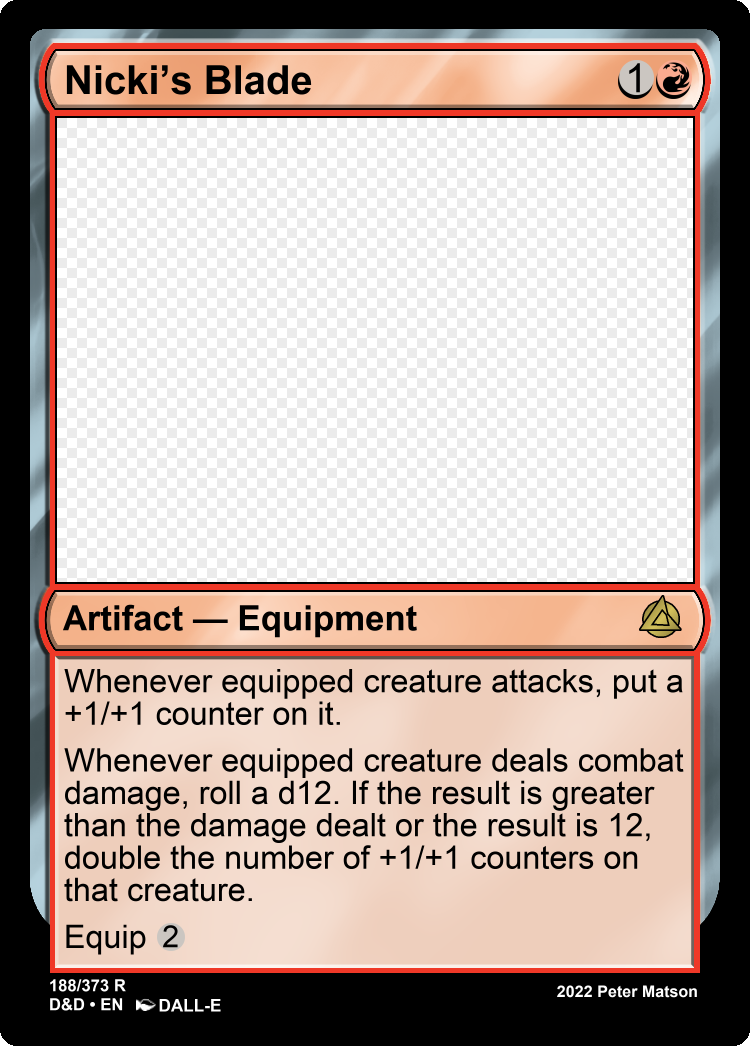 Nicki’s Blade 1
Artifact — Equipment
Whenever equipped creature attacks, put a
+1/+1 counter on it.
Whenever equipped creature deals combat
damage, roll a d12. If the result is greater
than the damage dealt or the result is 12,
double the number of +1/+1 counters on
that creature.
Equip 2
188/373 R
D&D • EN DALL-E
2022 Peter Matson